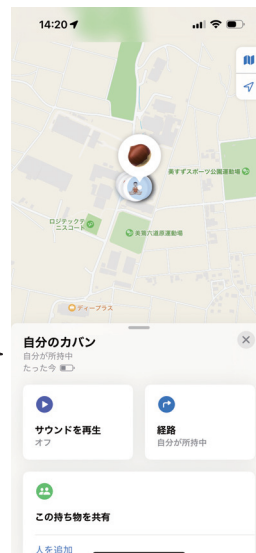 14:20
美すずスポーツ公園運動場
ロジテックテ
ニスコート
末広六道原運動場
ディープラス
自分のカバン
自分が所持中
たった今
サウンドを再生
オフ
経路
自分が所持中
この持ち物を共有
人を追加